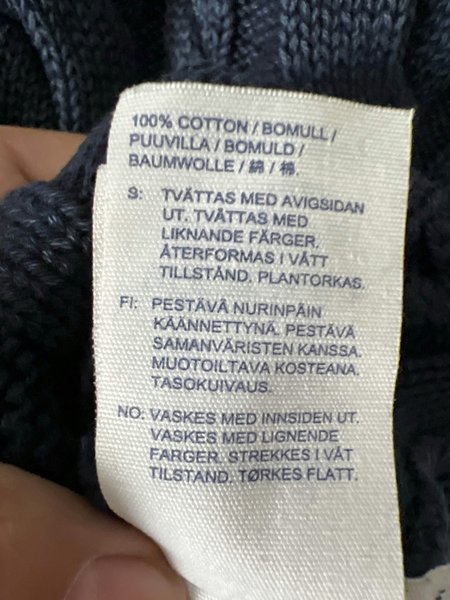 100% COTTON / BOMULL /
PUUVILLA / BOMULD /
BAUMWOLLE / 綿 / 棉.
S: TVÄTTAS MED AVIGSIDAN
UT. TVÄTTAS MED
LIKNANDE FÄRGER.
ÅTERFORMAS I VÅTT
TILLSTÅND. PLANTORKAS.
FI: PESTÄVÄ NURINPÄIN
KÄÄNNETTYNÄ. PESTÄVÄ
SAMANVÄRISTEN KANSSA.
MUOTOILTAVA KOSTEANA.
TASOKUIVAUS.
NO: VASKES MED INNSIDEN UT.
VASKES MED LIGNENDE
FARGER. STREKKES I VÅT
TILSTAND. TØRKES FLATT.